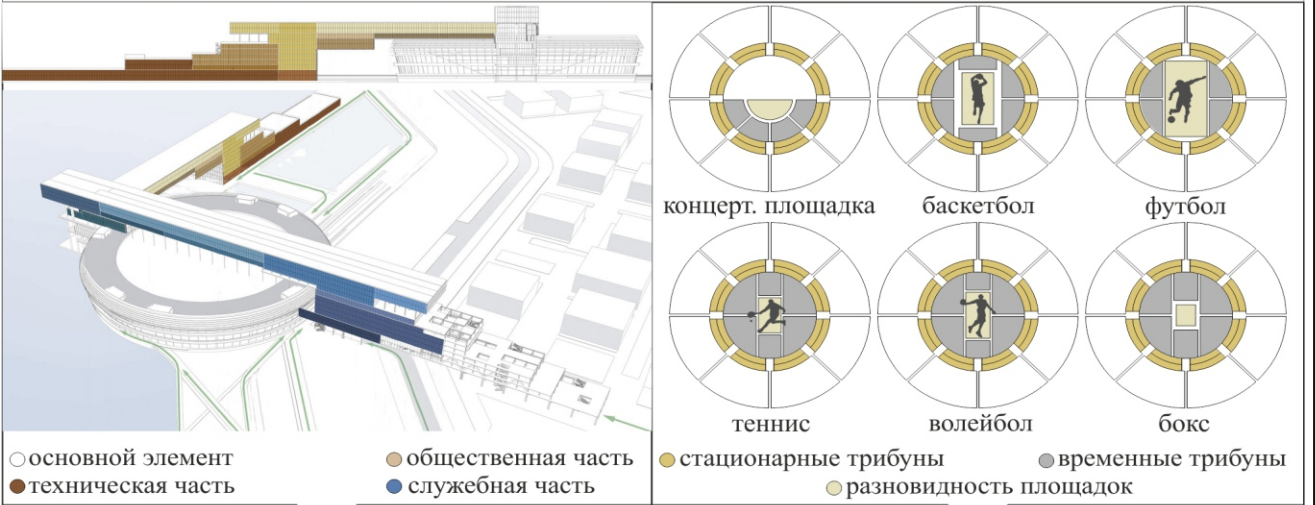 концерт. площадка
баскетбол
футбол
теннис
волейбол
бокс
основной элемент
общественная часть
техническая часть
служебная часть
стационарные трибуны
временные трибуны
разновидность площадок